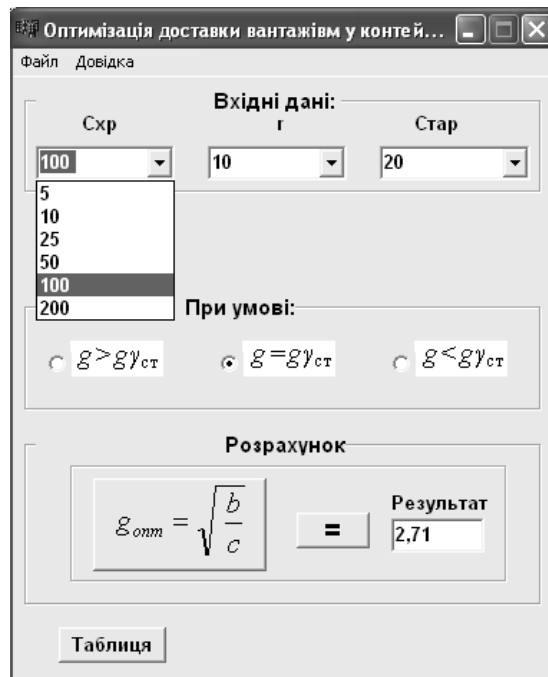 Оптимізація доставки вантажівм у контей...
Файл Довідка
Вхідні дані:
Схр r Стар
100 10 20
5
10
25
50
100
200
При умові:
g>gγст g=gγст g<gγст
Розрахунок
gопт = √(b/c) = Результат
2,71
Таблиця